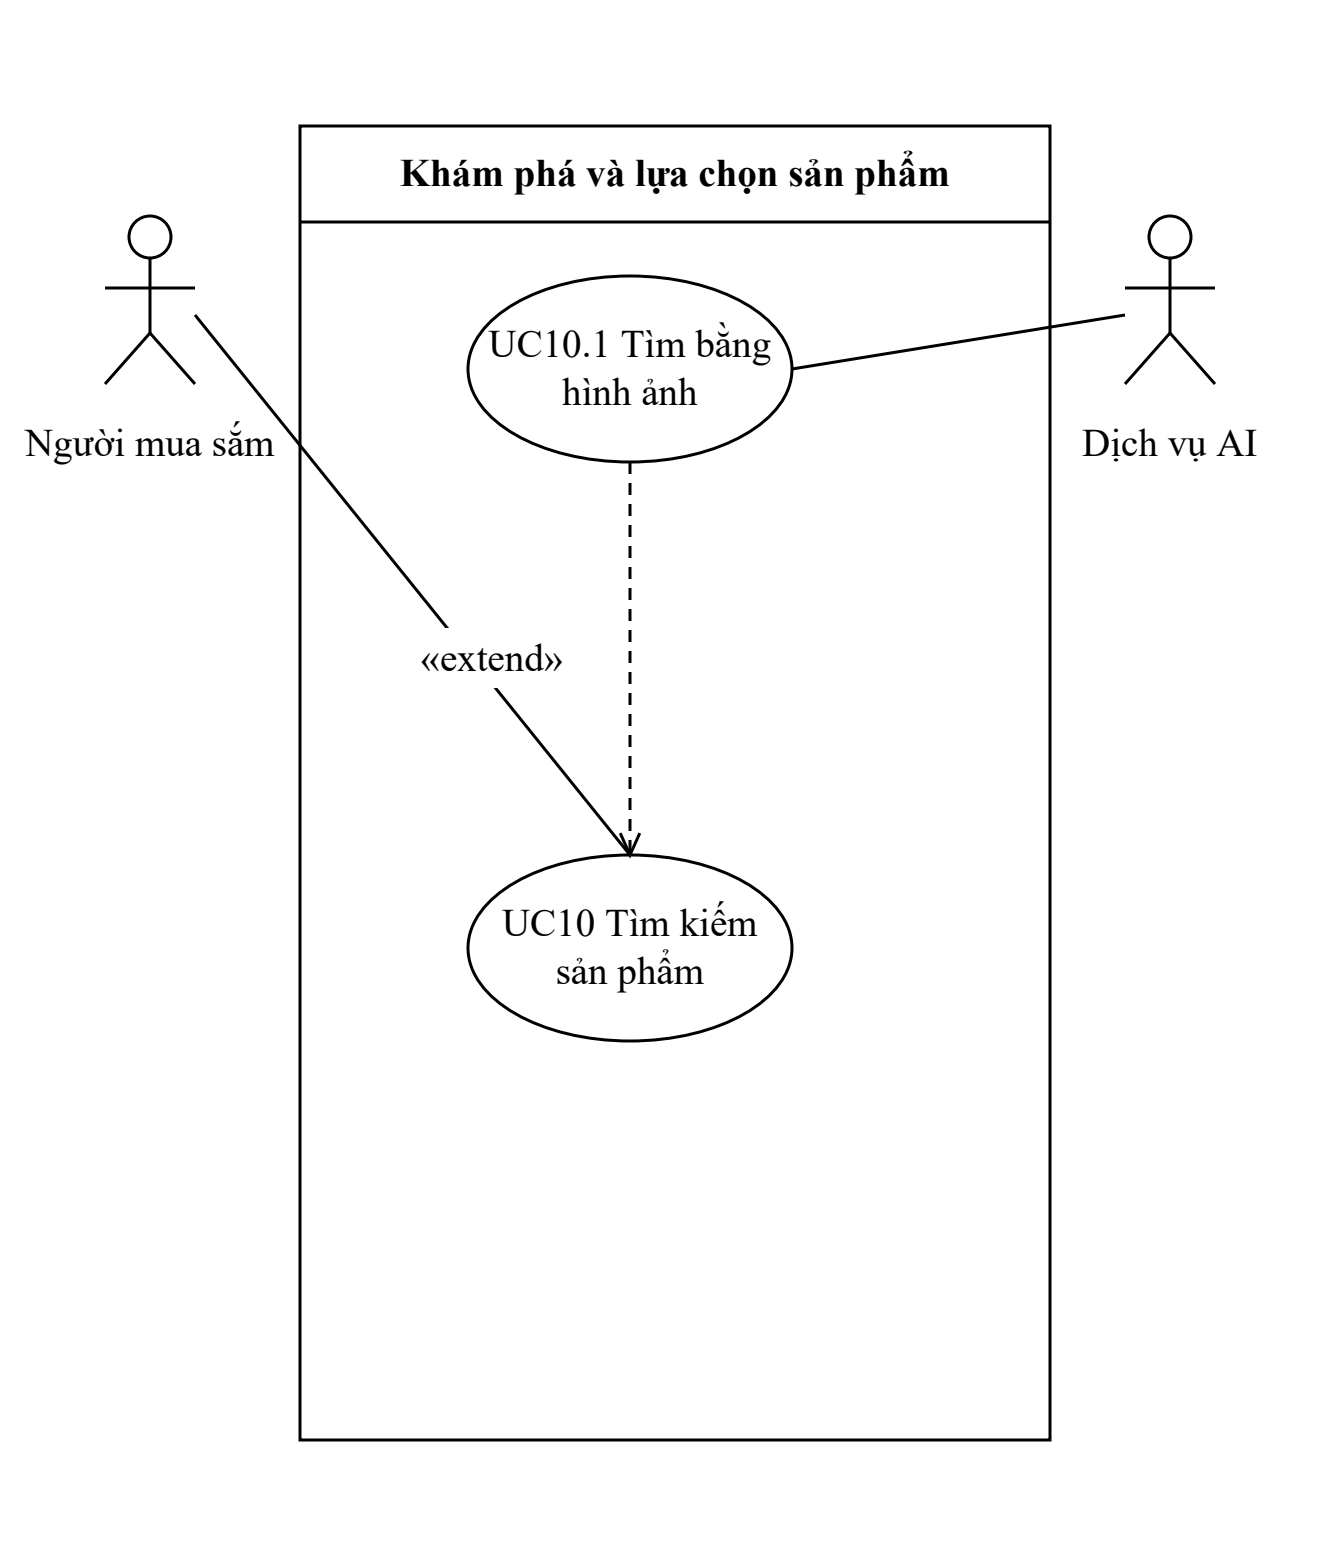 Khám phá và lựa chọn sản phẩm
UC10.1 Tìm bằng
hình ảnh
Người mua sắm
Dịch vụ AI
«extend»
UC10 Tìm kiếm
sản phẩm